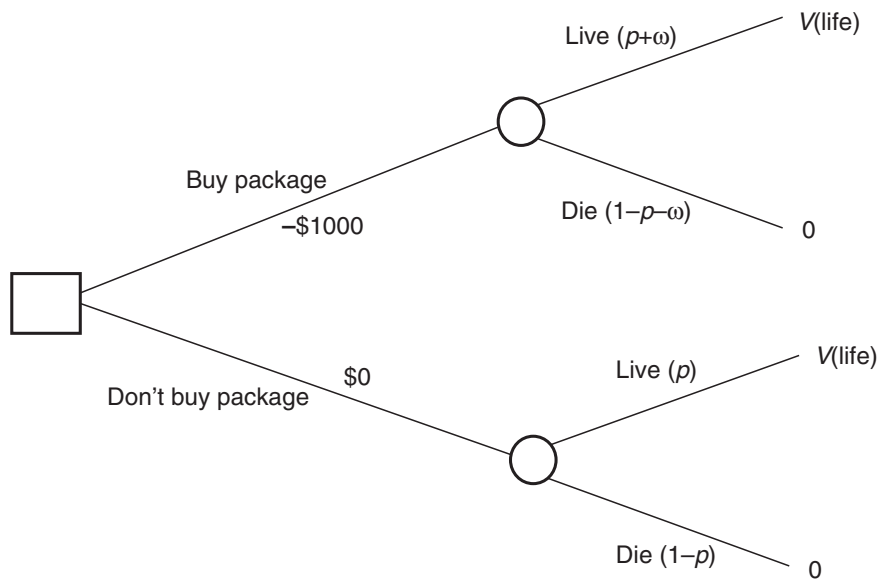 Live (p+ω)
V(life)
Buy package
–$1000
Die (1–p–ω)
0
$0
Don't buy package
Live (p)
V(life)
Die (1–p)
0